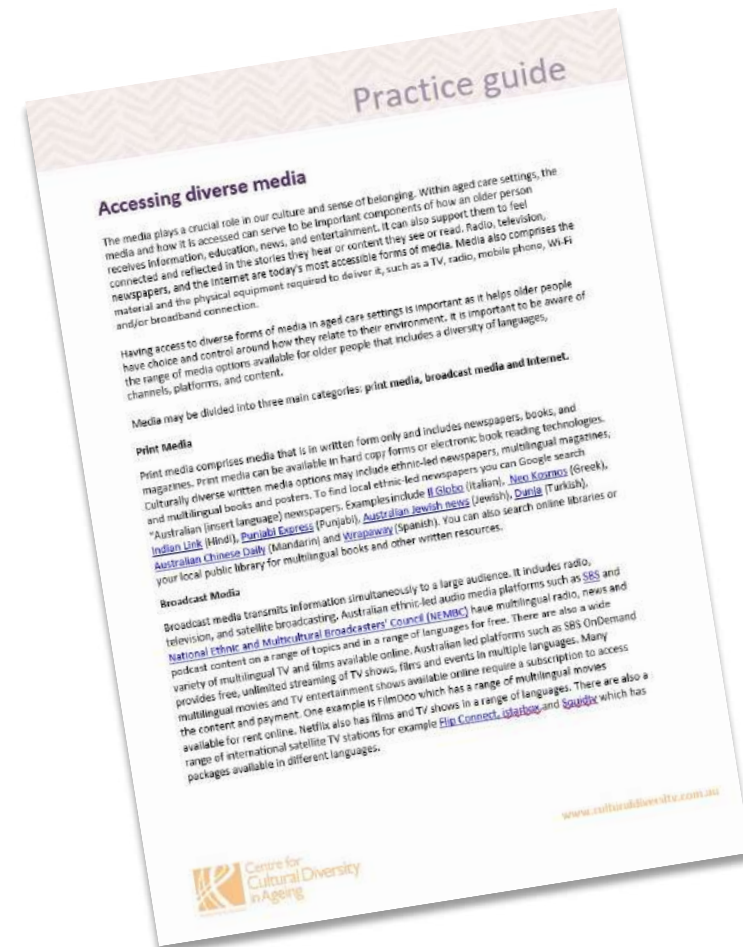 Practice guide
Accessing diverse media
The media plays a crucial role in our culture and sense of belonging. Within aged care settings, the
media and how it is accessed can serve to be important components of how an older person
receives information, education, news, and entertainment. It can also support them to feel
connected and reflected in the stories they hear or content they see or read. Radio, television,
newspapers, and the internet are today's most accessible forms of media. Media also comprises the
material and the physical equipment required to deliver it, such as a TV, radio, mobile phone, Wi-Fi
and/or broadband connection.
Having access to diverse forms of media in aged care settings is important as it helps older people
have choice and control around how they relate to their environment. It is important to be aware of
the range of media options available for older people that includes a diversity of languages,
channels, platforms, and content.
Media may be divided into three main categories: print media, broadcast media and Internet.
Print Media
Print media comprises media that is in written form only and includes newspapers, books, and
magazines. Print media can be available in hard copy forms or electronic book reading technologies.
Culturally diverse written media options may include ethnic-led newspapers, multilingual magazines,
and multilingual books and posters. To find local ethnic-led newspapers you can Google search
"Australian (insert language) newspapers. Examples include Il Globo (Italian), Neo Kosmos (Greek),
Indian Link (Hindi), Punjabi Express (Punjabi), Australian Jewish news (Jewish), Dunja (Turkish),
Australian Chinese Daily (Mandarin) and Wrapaway (Spanish). You can also search online libraries or
your local public library for multilingual books and other written resources.
Broadcast Media
Broadcast media transmits information simultaneously to a large audience. It includes radio,
television, and satellite broadcasting. Australian ethnic-led audio media platforms such as SBS and
National Ethnic and Multicultural Broadcasters' Council (NEMBC) have multilingual radio, news and
podcast content on a range of topics and in a range of languages for free. There are also a wide
variety of multilingual TV and films available online. Australian led platforms such as SBS OnDemand
provides free, unlimited streaming of TV shows, films and events in multiple languages. Many
multilingual movies and TV entertainment shows available online require a subscription to access
the content and payment. One example is FilmDoo which has a range of multilingual movies
available for rent online. Netflix also has films and TV shows in a range of languages. There are also a
range of international satellite TV stations for example Flip Connect, istarbox and Squidtv which has
packages available in different languages.
www.culturaldiversity.com.au
Centre for
Cultural Diversity
in Ageing